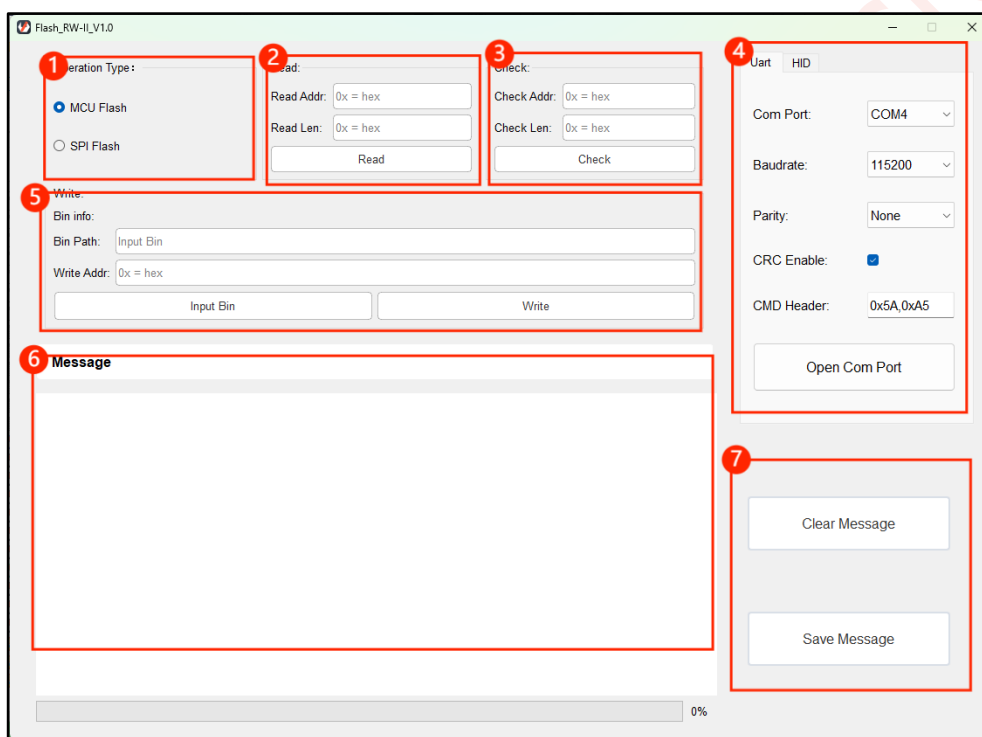 Flash_RW-II_V1.0
1
eration Type：
MCU Flash
SPI Flash
2
ead:
Read Addr: 0x = hex
Read Len: 0x = hex
Read
3
Check:
Check Addr: 0x = hex
Check Len: 0x = hex
Check
4
Uart HID
Com Port: COM4
Baudrate: 115200
Parity: None
CRC Enable:
CMD Header: 0x5A,0xA5
Open Com Port
5
Write:
Bin info:
Bin Path: Input Bin
Write Addr: 0x = hex
Input Bin Write
6
Message
7
Clear Message
Save Message
0%